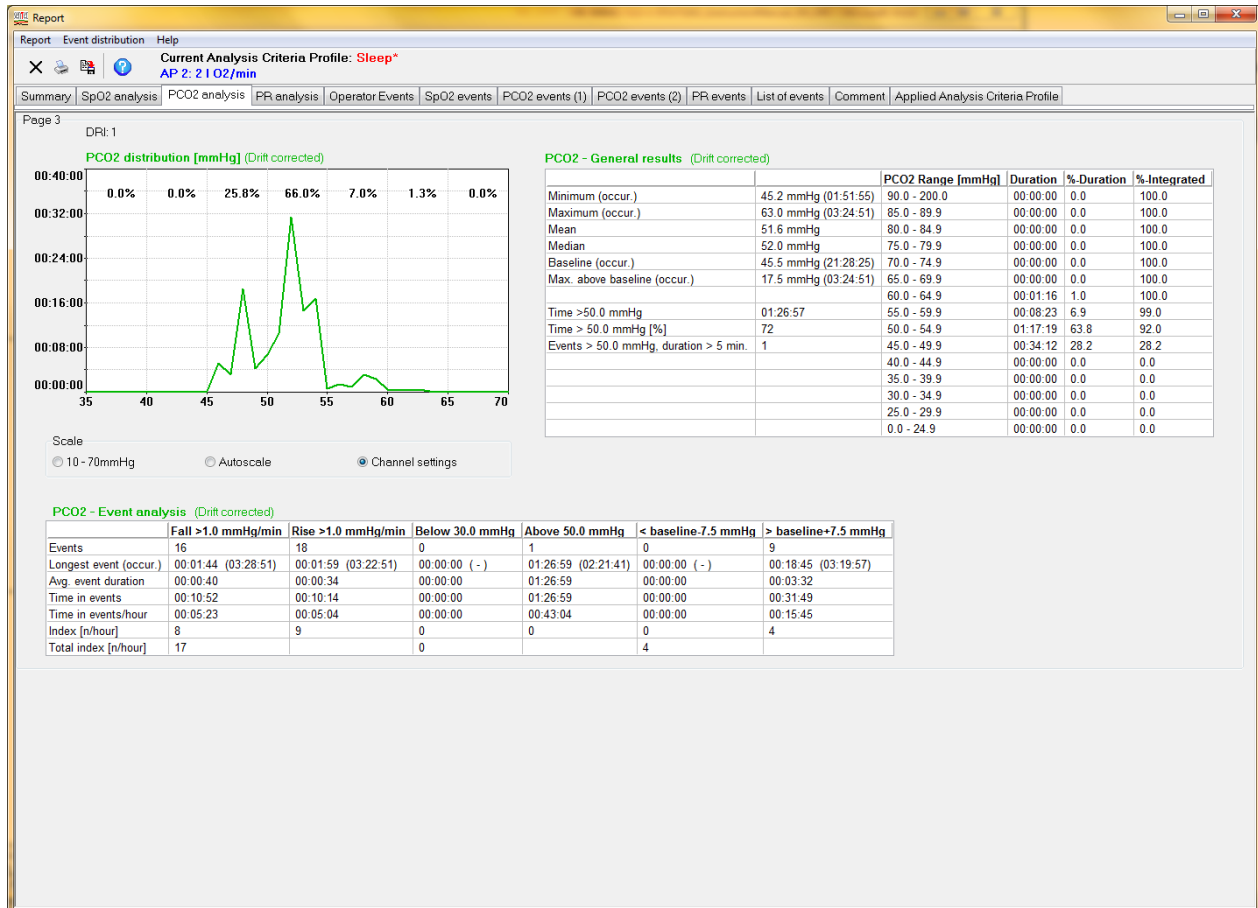 Report
Report Event distribution Help
Current Analysis Criteria Profile: Sleep*
AP 2: 2 l O2/min
Summary SpO2 analysis PCO2 analysis PR analysis Operator Events SpO2 events PCO2 events (1) PCO2 events (2) PR events List of events Comment Applied Analysis Criteria Profile
Page 3
DRI: 1
PCO2 distribution [mmHg] (Drift corrected)
00:40:00
0.0% 0.0% 25.8% 66.0% 7.0% 1.3% 0.0%
00:32:00
00:24:00
00:16:00
00:08:00
00:00:00
35 40 45 50 55 60 65 70
Scale
10 - 70mmHg Autoscale Channel settings
PCO2 - General results (Drift corrected)
PCO2 Range [mmHg] Duration %-Duration %-Integrated
Minimum (occur.) 45.2 mmHg (01:51:55) 90.0 - 200.0 00:00:00 0.0 100.0
Maximum (occur.) 63.0 mmHg (03:24:51) 85.0 - 89.9 00:00:00 0.0 100.0
Mean 51.6 mmHg 80.0 - 84.9 00:00:00 0.0 100.0
Median 52.0 mmHg 75.0 - 79.9 00:00:00 0.0 100.0
Baseline (occur.) 45.5 mmHg (21:28:25) 70.0 - 74.9 00:00:00 0.0 100.0
Max. above baseline (occur.) 17.5 mmHg (03:24:51) 65.0 - 69.9 00:00:00 0.0 100.0
60.0 - 64.9 00:01:16 1.0 100.0
Time >50.0 mmHg 01:26:57 55.0 - 59.9 00:08:23 6.9 99.0
Time > 50.0 mmHg [%] 72 50.0 - 54.9 01:17:19 63.8 92.0
Events > 50.0 mmHg, duration > 5 min. 1 45.0 - 49.9 00:34:12 28.2 28.2
40.0 - 44.9 00:00:00 0.0 0.0
35.0 - 39.9 00:00:00 0.0 0.0
30.0 - 34.9 00:00:00 0.0 0.0
25.0 - 29.9 00:00:00 0.0 0.0
0.0 - 24.9 00:00:00 0.0 0.0
PCO2 - Event analysis (Drift corrected)
Fall >1.0 mmHg/min Rise >1.0 mmHg/min Below 30.0 mmHg Above 50.0 mmHg < baseline-7.5 mmHg > baseline+7.5 mmHg
Events 16 18 0 1 0 9
Longest event (occur.) 00:01:44 (03:28:51) 00:01:59 (03:22:51) 00:00:00 ( - ) 01:26:59 (02:21:41) 00:00:00 ( - ) 00:18:45 (03:19:57)
Avg. event duration 00:00:40 00:00:34 00:00:00 01:26:59 00:00:00 00:03:32
Time in events 00:10:52 00:10:14 00:00:00 01:26:59 00:00:00 00:31:49
Time in events/hour 00:05:23 00:05:04 00:00:00 00:43:04 00:00:00 00:15:45
Index [n/hour] 8 9 0 0 0 4
Total index [n/hour] 17 0 4